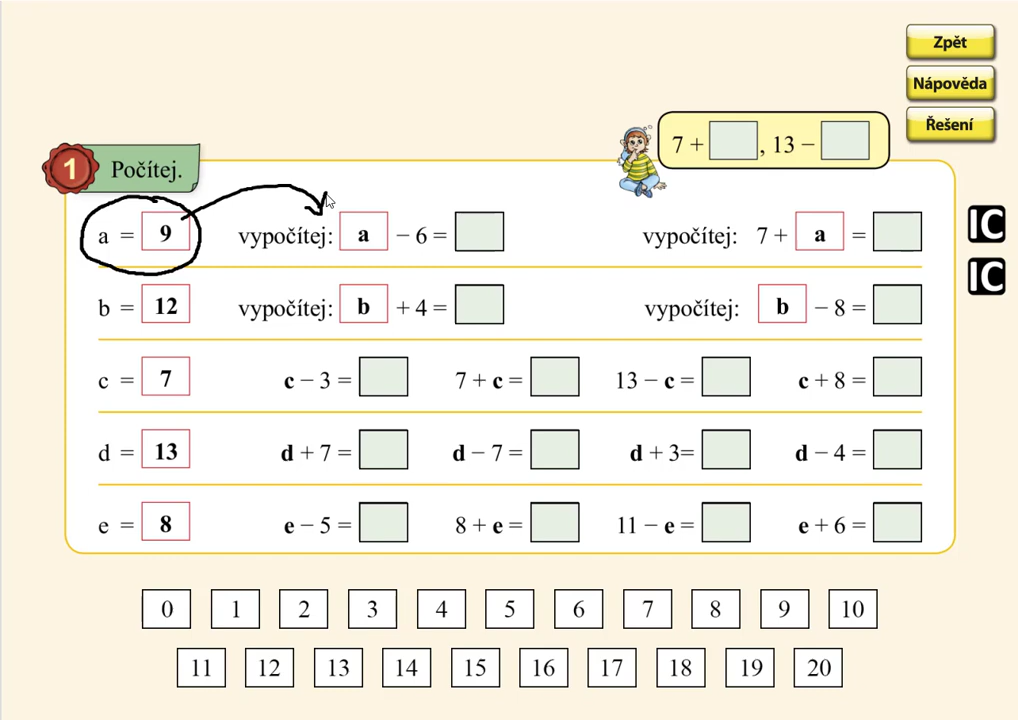 Zpět
Nápověda
Řešení
7 + , 13 −
1 Počítej.
a = 9 vypočítej: a − 6 = vypočítej: 7 + a =
b = 12 vypočítej: b + 4 = vypočítej: b − 8 =
c = 7 c − 3 = 7 + c = 13 − c = c + 8 =
d = 13 d + 7 = d − 7 = d + 3= d − 4 =
e = 8 e − 5 = 8 + e = 11 − e = e + 6 =
IC
IC
0 1 2 3 4 5 6 7 8 9 10
11 12 13 14 15 16 17 18 19 20